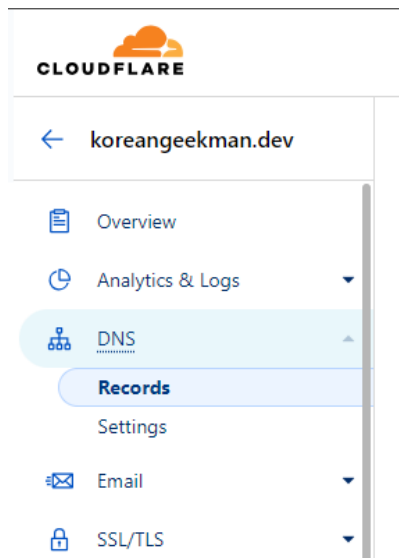 CLOUDFLARE
koreangeekman.dev
Overview
Analytics & Logs
DNS
Records
Settings
Email
SSL/TLS